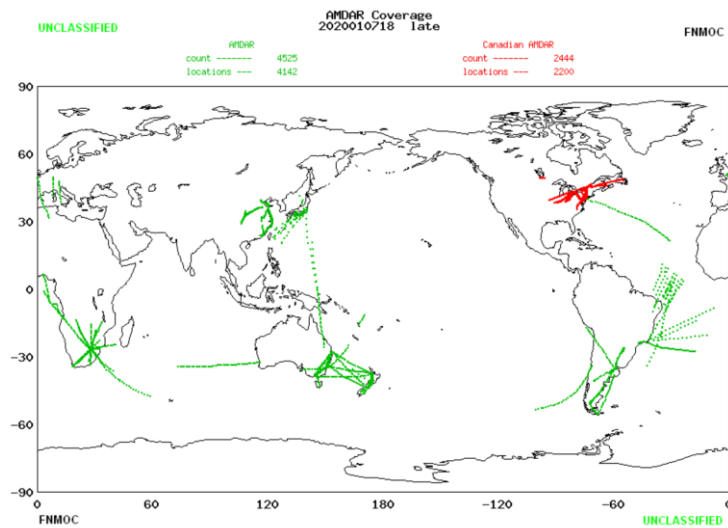 AMDAR Coverage
UNCLASSIFIED 2020010718 late FNMOC
AMDAR Canadian AMDAR
count ------- 4525 count ------- 2444
locations --- 4142 locations --- 2200
90
60
30
0
-30
-60
-90
60 120 180 -120 -60 0
FNMOC UNCLASSIFIED